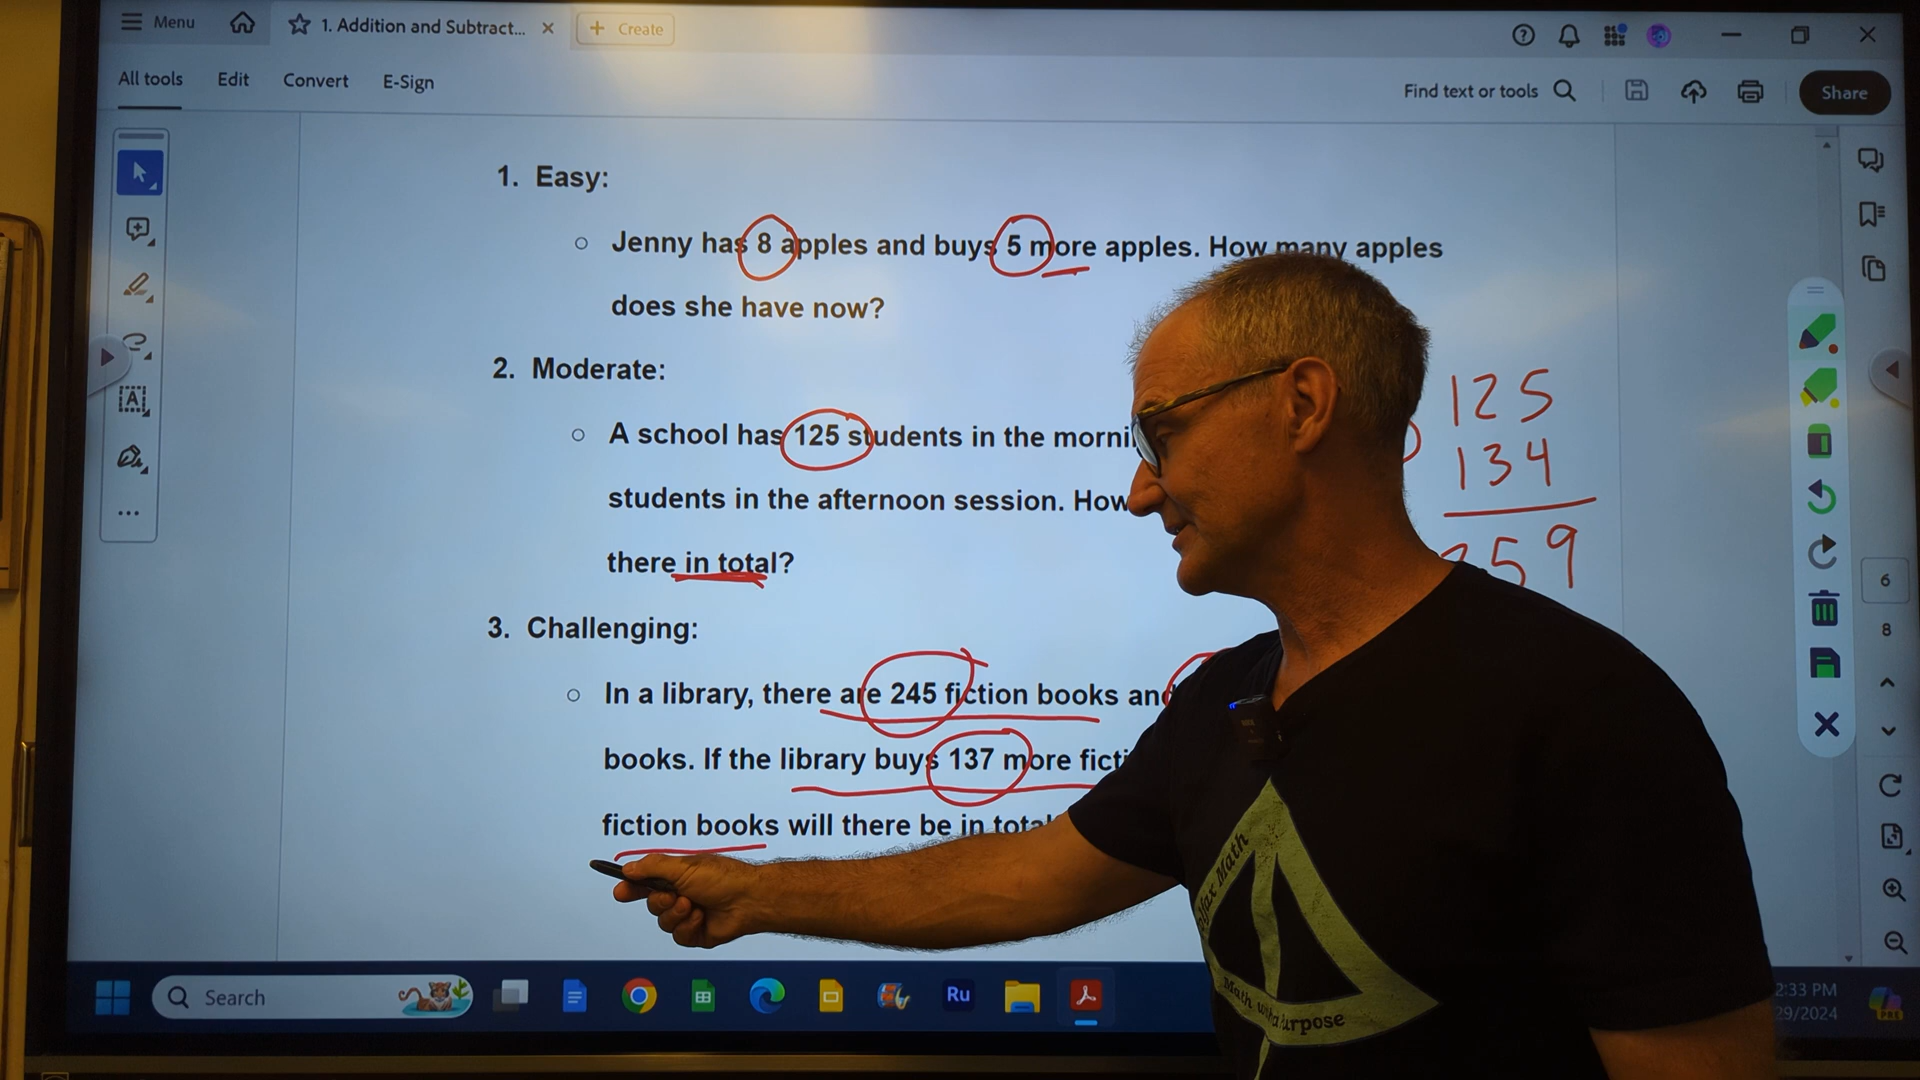 Menu
1. Addition and Subtract...
Create
All tools
Edit
Convert
E-Sign
Find text or tools
Share
1. Easy:
Jenny has 8 apples and buys 5 more apples. How many apples
does she have now?
2. Moderate:
A school has 125 students in the morni
students in the afternoon session. How
there in total?
125
134
59
3. Challenging:
In a library, there are 245 fiction books and
books. If the library buys 137 more ficti
fiction books will there be in total
6
8
Math
Math with a Purpose
Search
Ru
2:33 PM
29/2024
PRE